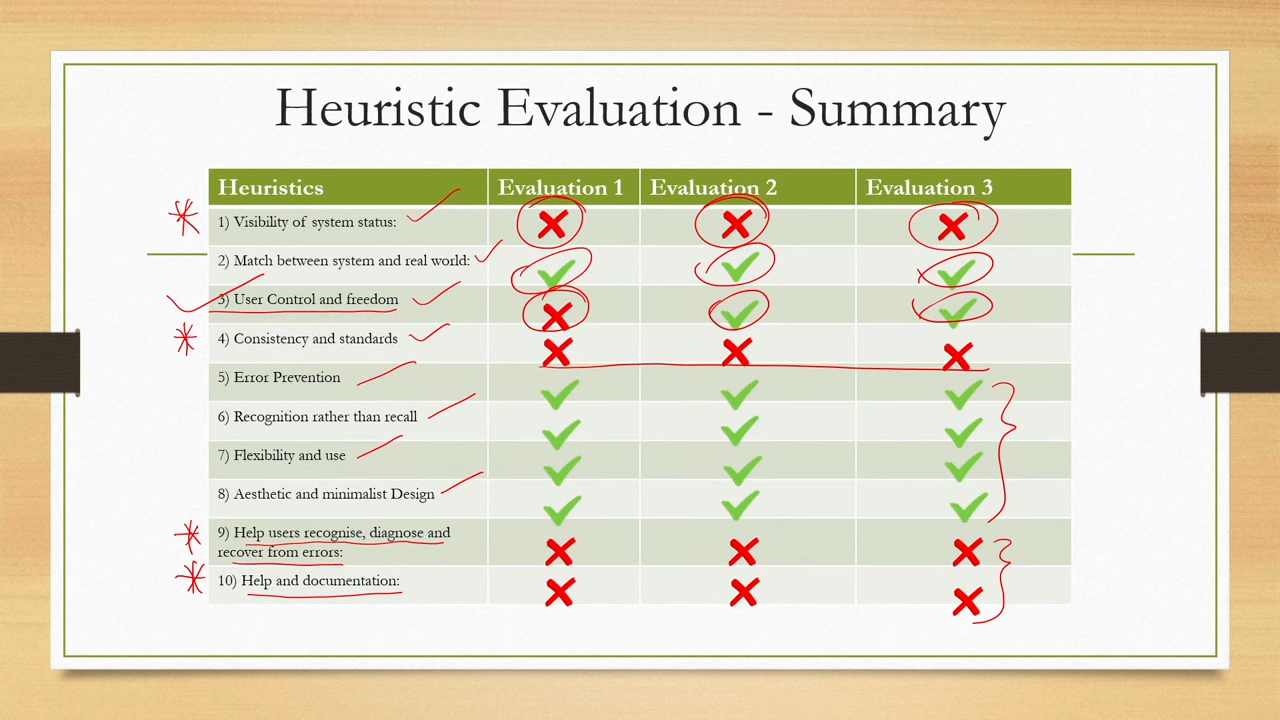 Heuristic Evaluation - Summary
Heuristics Evaluation 1 Evaluation 2 Evaluation 3
1) Visibility of system status:
2) Match between system and real world:
3) User Control and freedom
4) Consistency and standards
5) Error Prevention
6) Recognition rather than recall
7) Flexibility and use
8) Aesthetic and minimalist Design
9) Help users recognise, diagnose and
recover from errors:
10) Help and documentation: